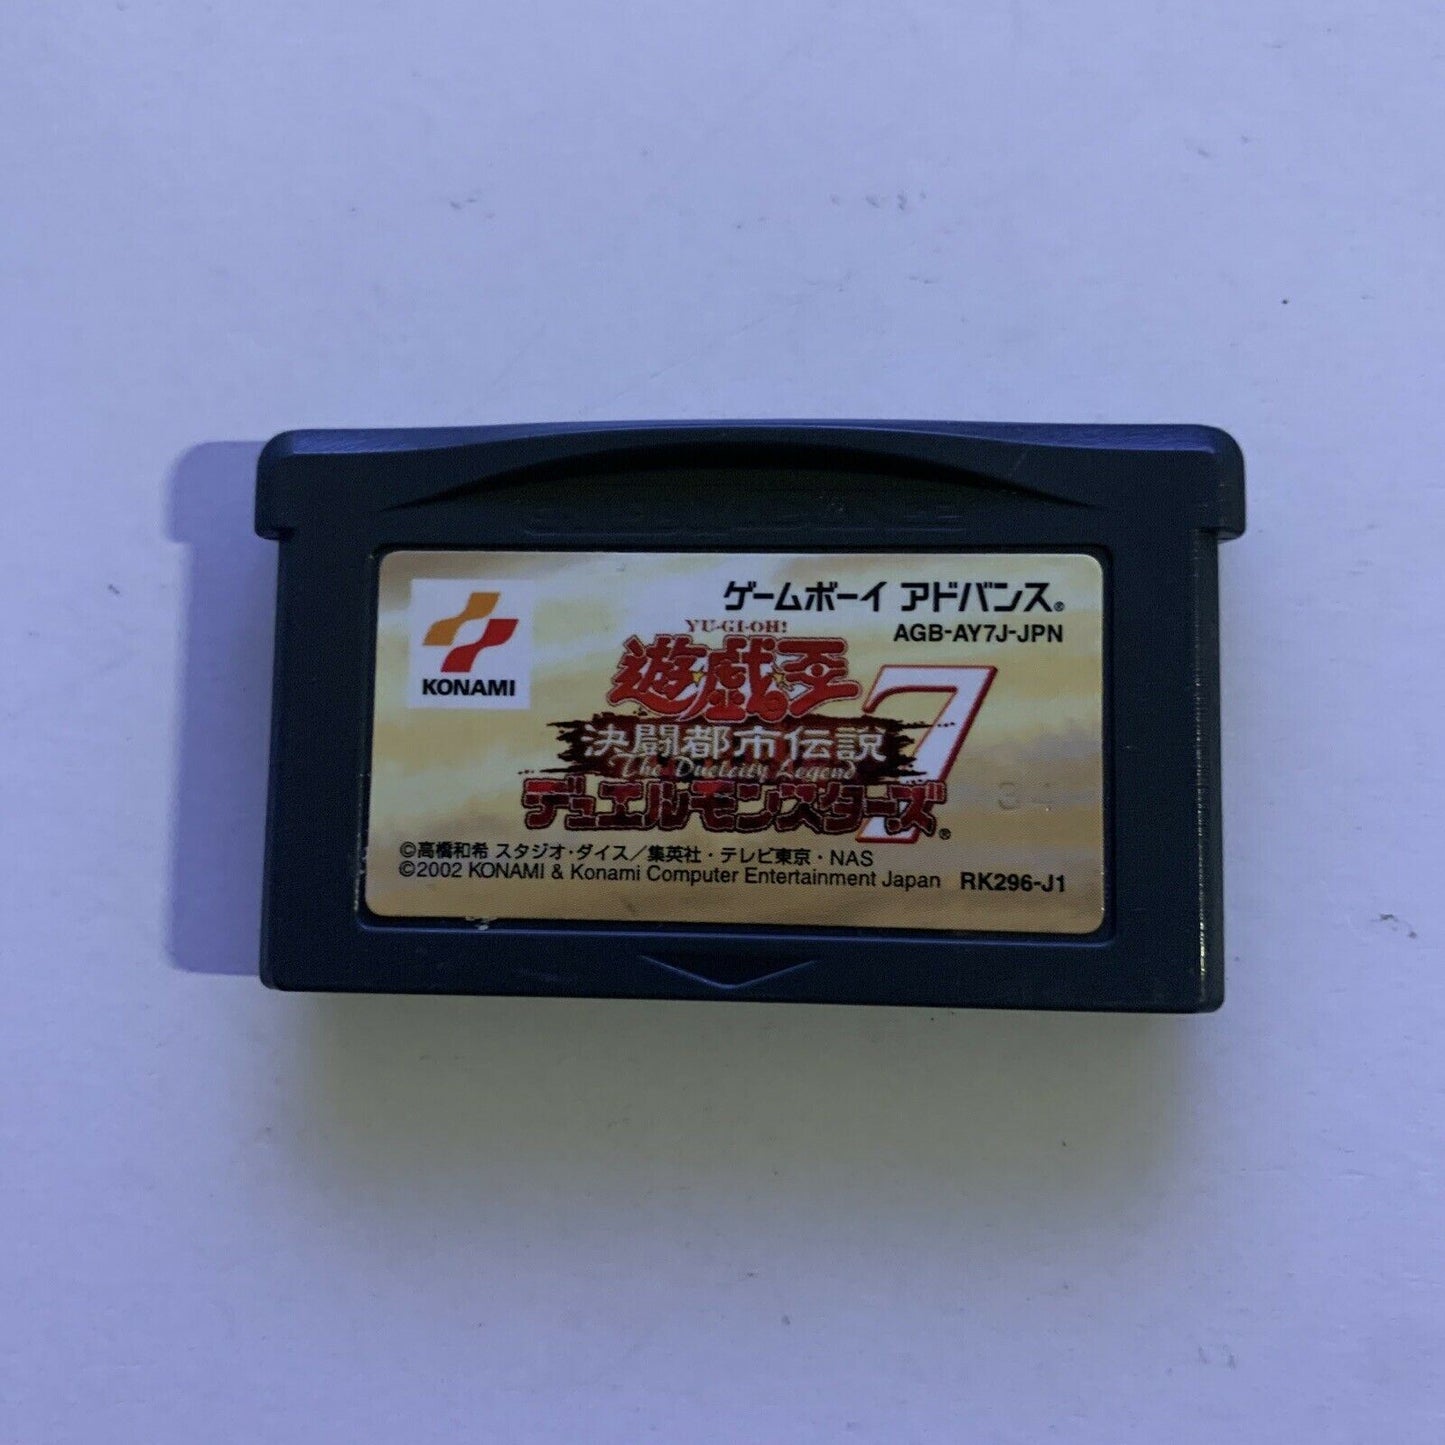 ゲームボーイ アドバンス®
AGB-AY7J-JPN
KONAMI
YU-GI-OH!
遊戯王
決闘都市伝説
The Duelcity Legend
デュエルモンスターズ® 7
©高橋和希 スタジオ・ダイス／集英社・テレビ東京・NAS
©2002 KONAMI & Konami Computer Entertainment Japan RK296-J1